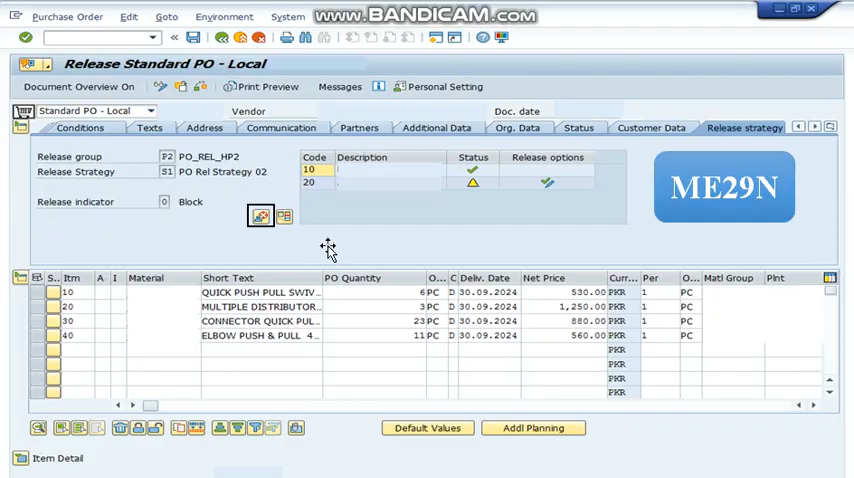 Purchase Order Edit Goto Environment System
www.BANDICAM.com
Release Standard PO - Local
Document Overview On Print Preview Messages Personal Setting
Standard PO - Local Vendor Doc. date
Conditions Texts Address Communication Partners Additional Data Org. Data Status Customer Data Release strategy
Release group P2 PO_REL_HP2
Release Strategy S1 PO Rel Strategy 02
Release indicator 0 Block
Code Description Status Release options
10
20 .
ME29N
S... Itm A I Material Short Text PO Quantity O... C Deliv. Date Net Price Curr... Per O... Matl Group Plnt
10 QUICK PUSH PULL SWIV... 6 PC D 30.09.2024 530.00 PKR 1 PC
20 MULTIPLE DISTRIBUTOR... 3 PC D 30.09.2024 1,250.00 PKR 1 PC
30 CONNECTOR QUICK PUL... 23 PC D 30.09.2024 880.00 PKR 1 PC
40 ELBOW PUSH & PULL 4... 11 PC D 30.09.2024 560.00 PKR 1 PC
PKR
PKR
PKR
PKR
Default Values Addl Planning
Item Detail